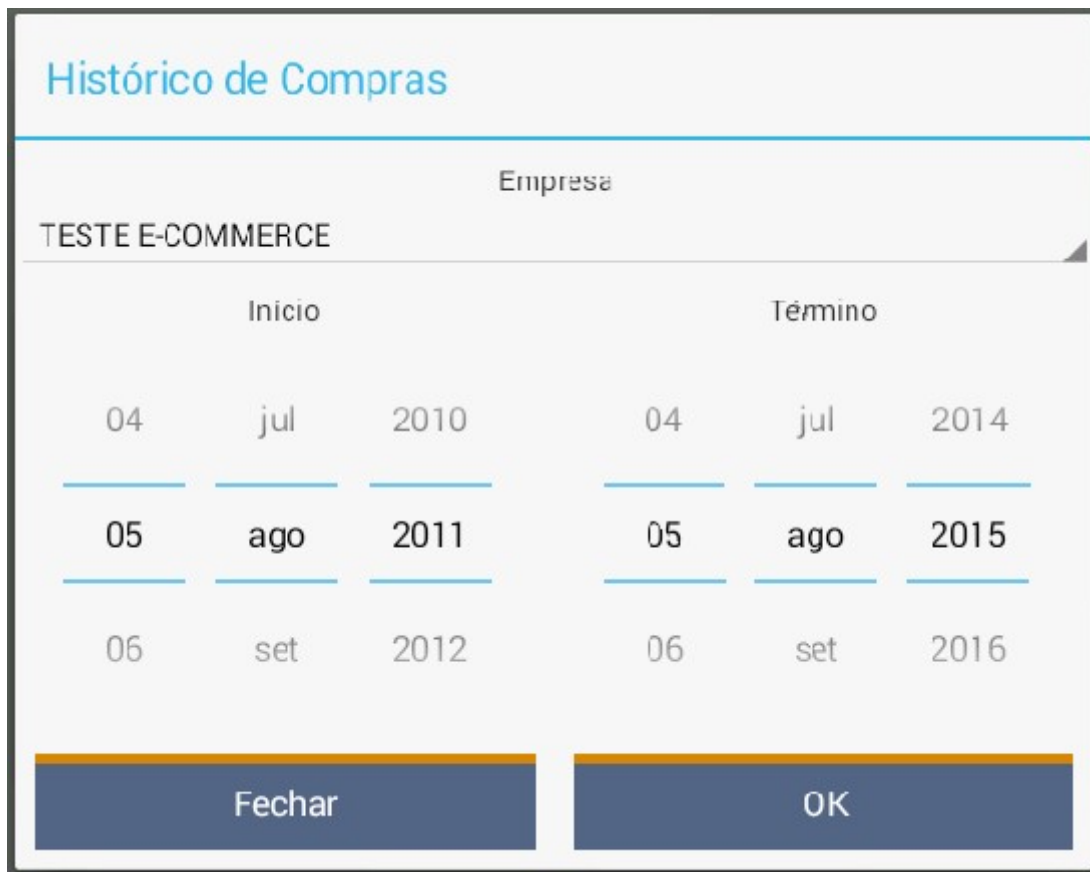 Histórico de Compras
Empresa
TESTE E-COMMERCE
Início Término
04 jul 2010 04 jul 2014
05 ago 2011 05 ago 2015
06 set 2012 06 set 2016
Fechar OK